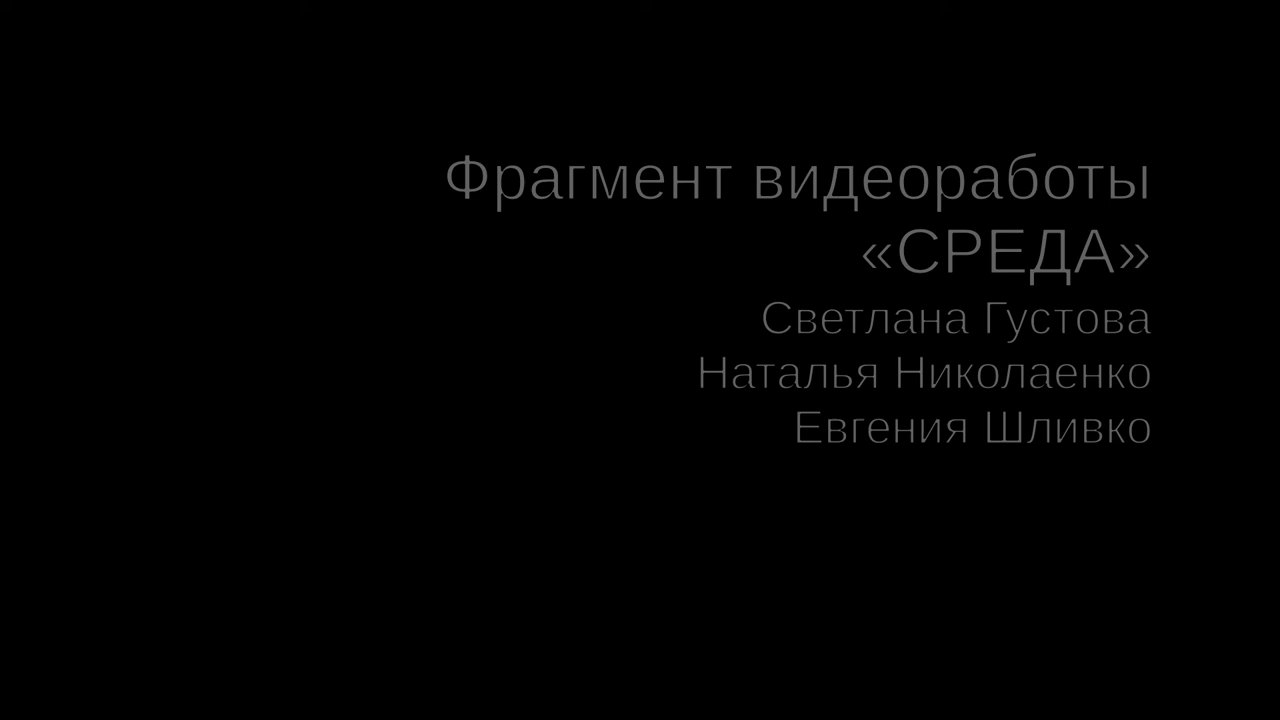 Фрагмент видеоработы
«СРЕДА»
Светлана Густова
Наталья Николаенко
Евгения Шливко